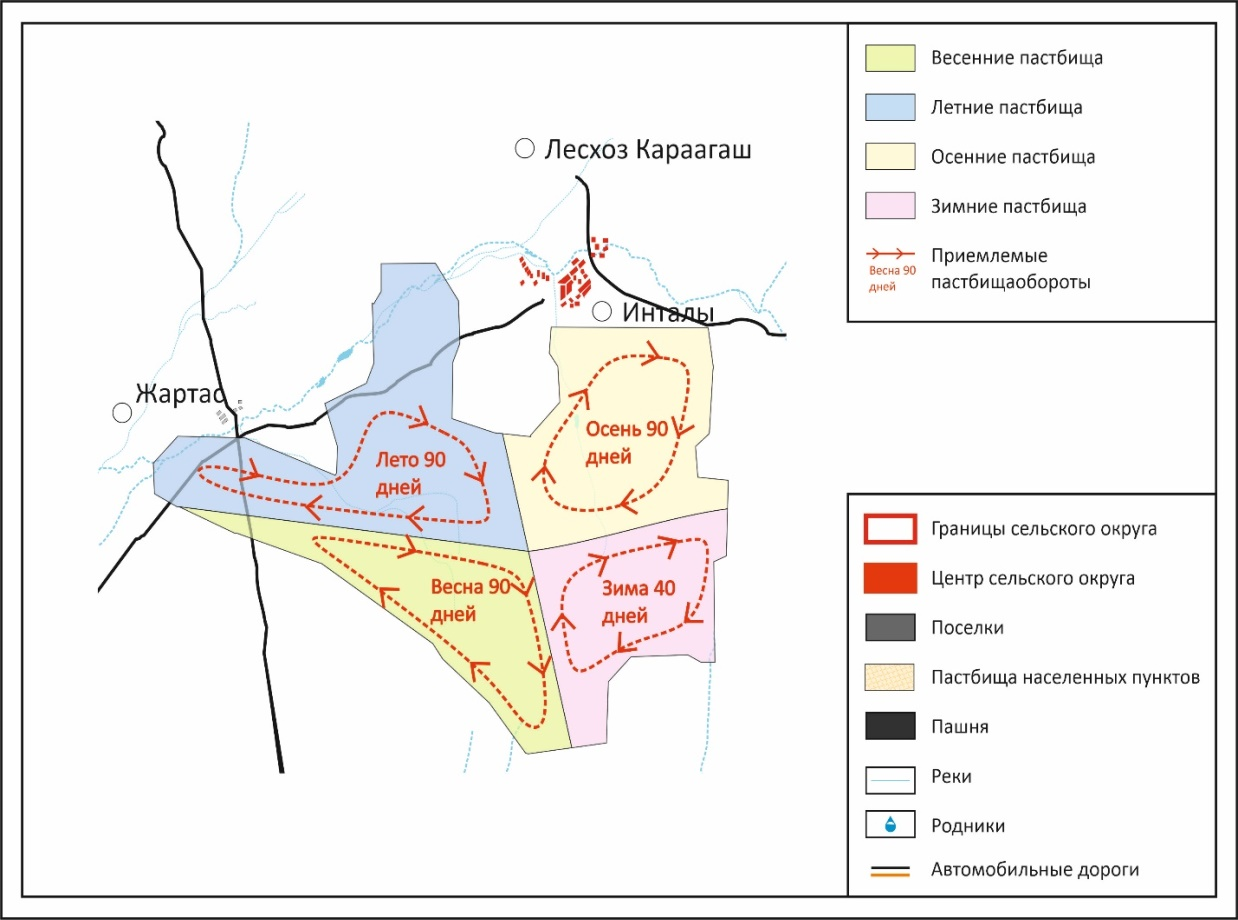 Весенние пастбища
Летние пастбища
Осенние пастбища
Зимние пастбища
Весна 90
дней
Приемлемые
пастбищаобороты
Лесхоз Караагаш
Инталы
Жартас
Осень 90
дней
Лето 90
дней
Весна 90
дней
Зима 40
дней
Границы сельского округа
Центр сельского округа
Поселки
Пастбища населенных пунктов
Пашня
Реки
Родники
Автомобильные дороги